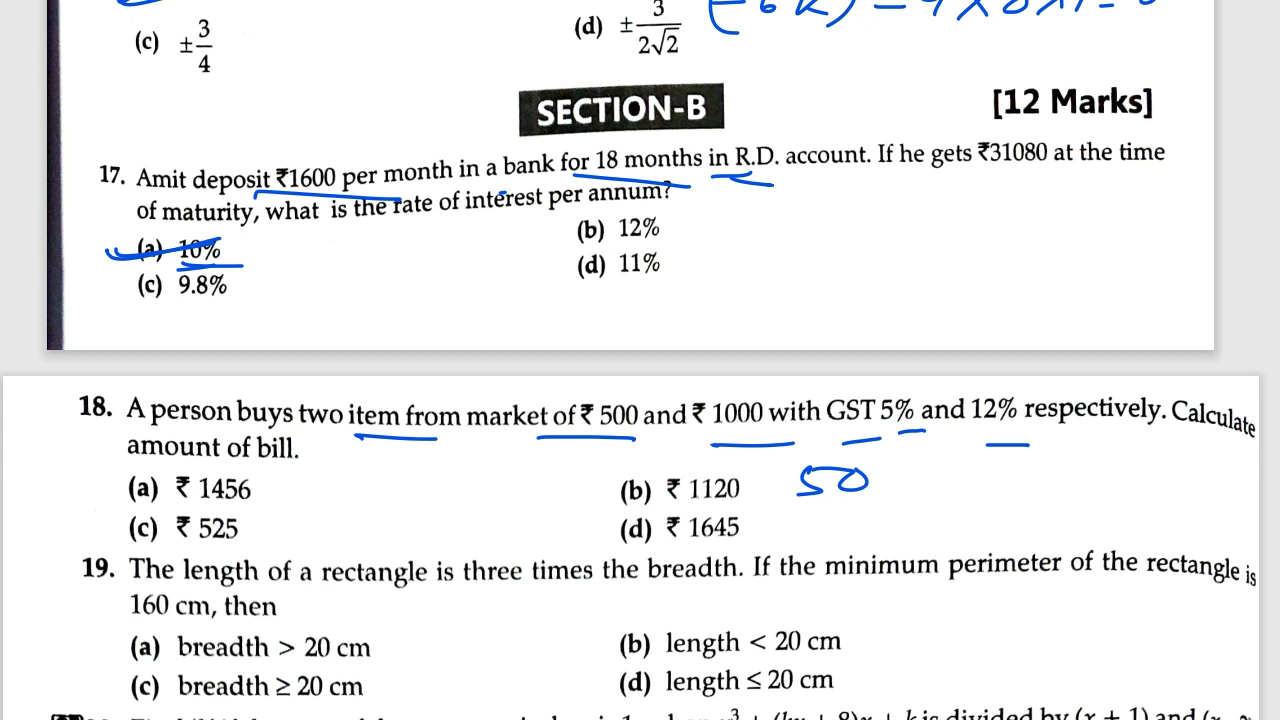 (c) ±3/4
(d) ±3/2√2
SECTION-B
[12 Marks]
17. Amit deposit ₹1600 per month in a bank for 18 months in R.D. account. If he gets ₹31080 at the time
of maturity, what is the rate of interest per annum?
(a) 10%
(b) 12%
(c) 9.8%
(d) 11%
18. A person buys two item from market of ₹ 500 and ₹ 1000 with GST 5% and 12% respectively. Calculate
amount of bill.
(a) ₹ 1456
(b) ₹ 1120
50
(c) ₹ 525
(d) ₹ 1645
19. The length of a rectangle is three times the breadth. If the minimum perimeter of the rectangle is
160 cm, then
(a) breadth > 20 cm
(b) length < 20 cm
(c) breadth ≥ 20 cm
(d) length ≤ 20 cm
is divided by (x + 1) and